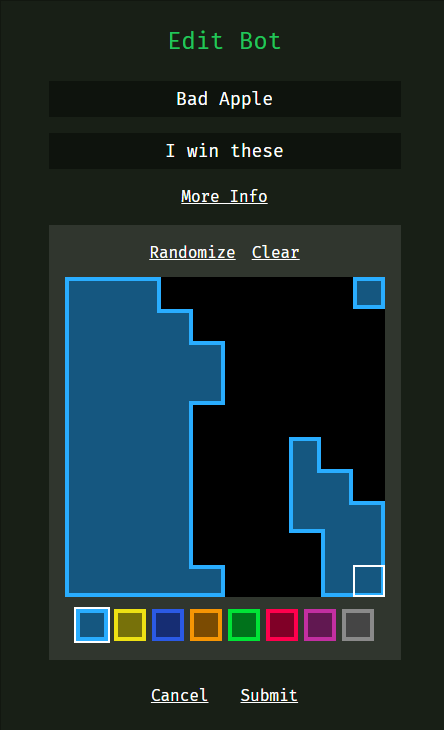 Edit Bot
Bad Apple
I win these
More Info
Randomize Clear
Cancel Submit